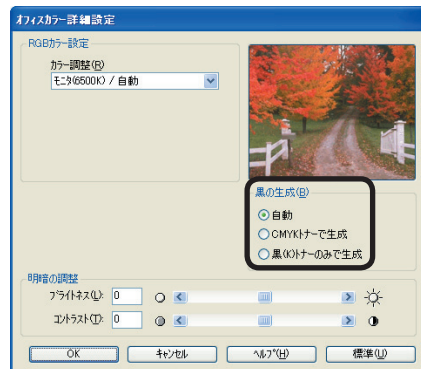 オフィスカラー詳細設定
RGBカラー設定
カラー調整(R)
モニタ(6500K) / 自動
黒の生成(B)
自動
CMYKトナーで生成
黒(K)トナーのみで生成
明暗の調整
ブライトネス(L): 0
コントラスト(T): 0
OK キャンセル ヘルプ(H) 標準(U)